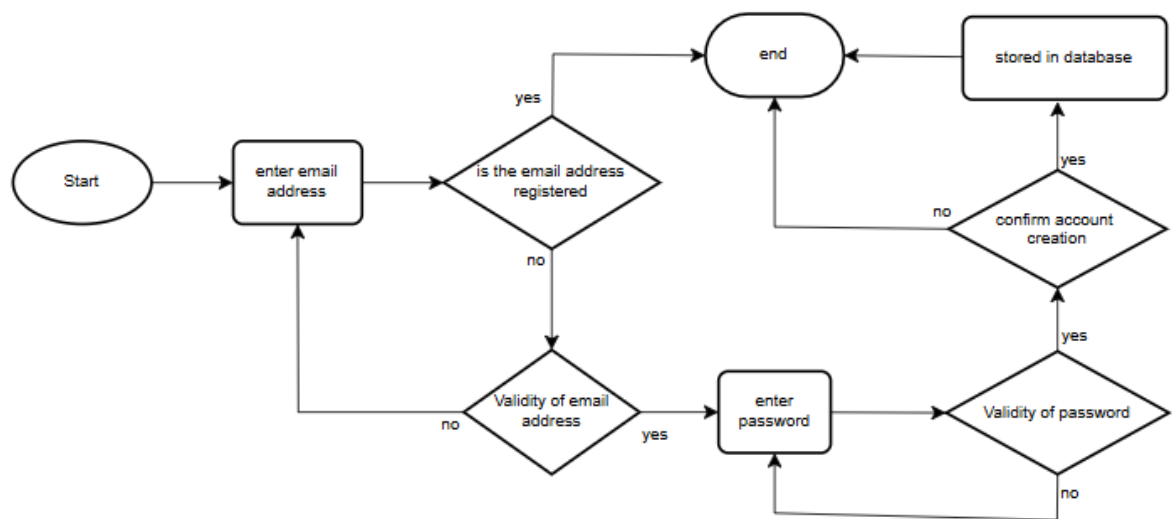 Start
enter email
address
is the email address
registered
yes
no
end
stored in database
Validity of email
address
no
yes
enter
password
Validity of password
no
yes
confirm account
creation
no
yes